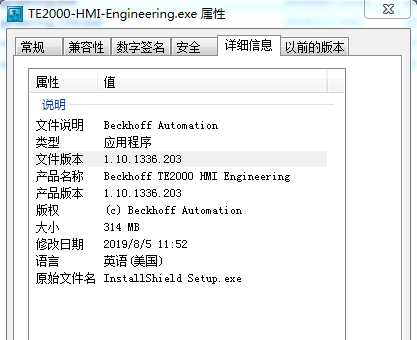 TE2000-HMI-Engineering.exe 属性
常规 兼容性 数字签名 安全 详细信息 以前的版本
属性 值
说明
文件说明 Beckhoff Automation
类型 应用程序
文件版本 1.10.1336.203
产品名称 Beckhoff TE2000 HMI Engineering
产品版本 1.10.1336.203
版权 (c) Beckhoff Automation
大小 314 MB
修改日期 2019/8/5 11:52
语言 英语(美国)
原始文件名 InstallShield Setup.exe